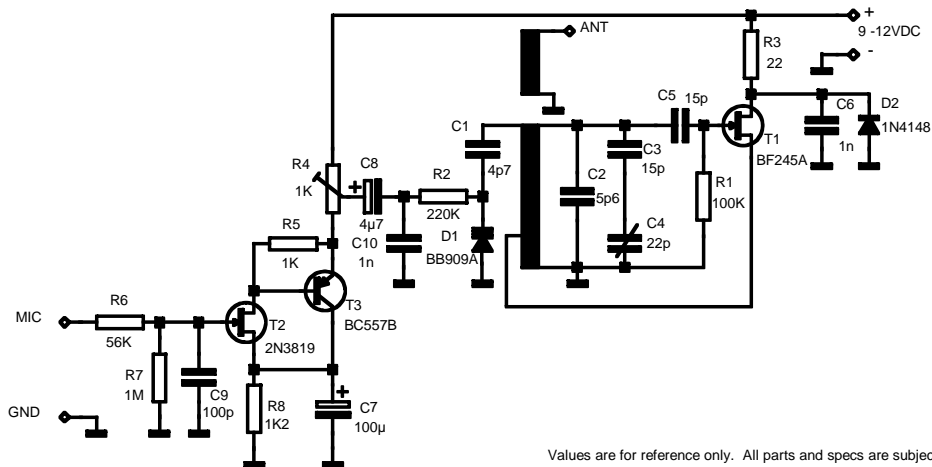 +
9 -12VDC
-
ANT
R3
22
C5 15p
C6
1n
D2
1N4148
T1
BF245A
C1
4p7
C3
15p
C2
5p6
R1
100K
C4
22p
R4
1K
C8
+
4µ7
R2
220K
C10
1n
D1
BB909A
R5
1K
T3
BC557B
MIC
R6
56K
T2
2N3819
R7
1M
C9
100p
R8
1K2
+
C7
100µ
GND
Values are for reference only. All parts and specs are subjec